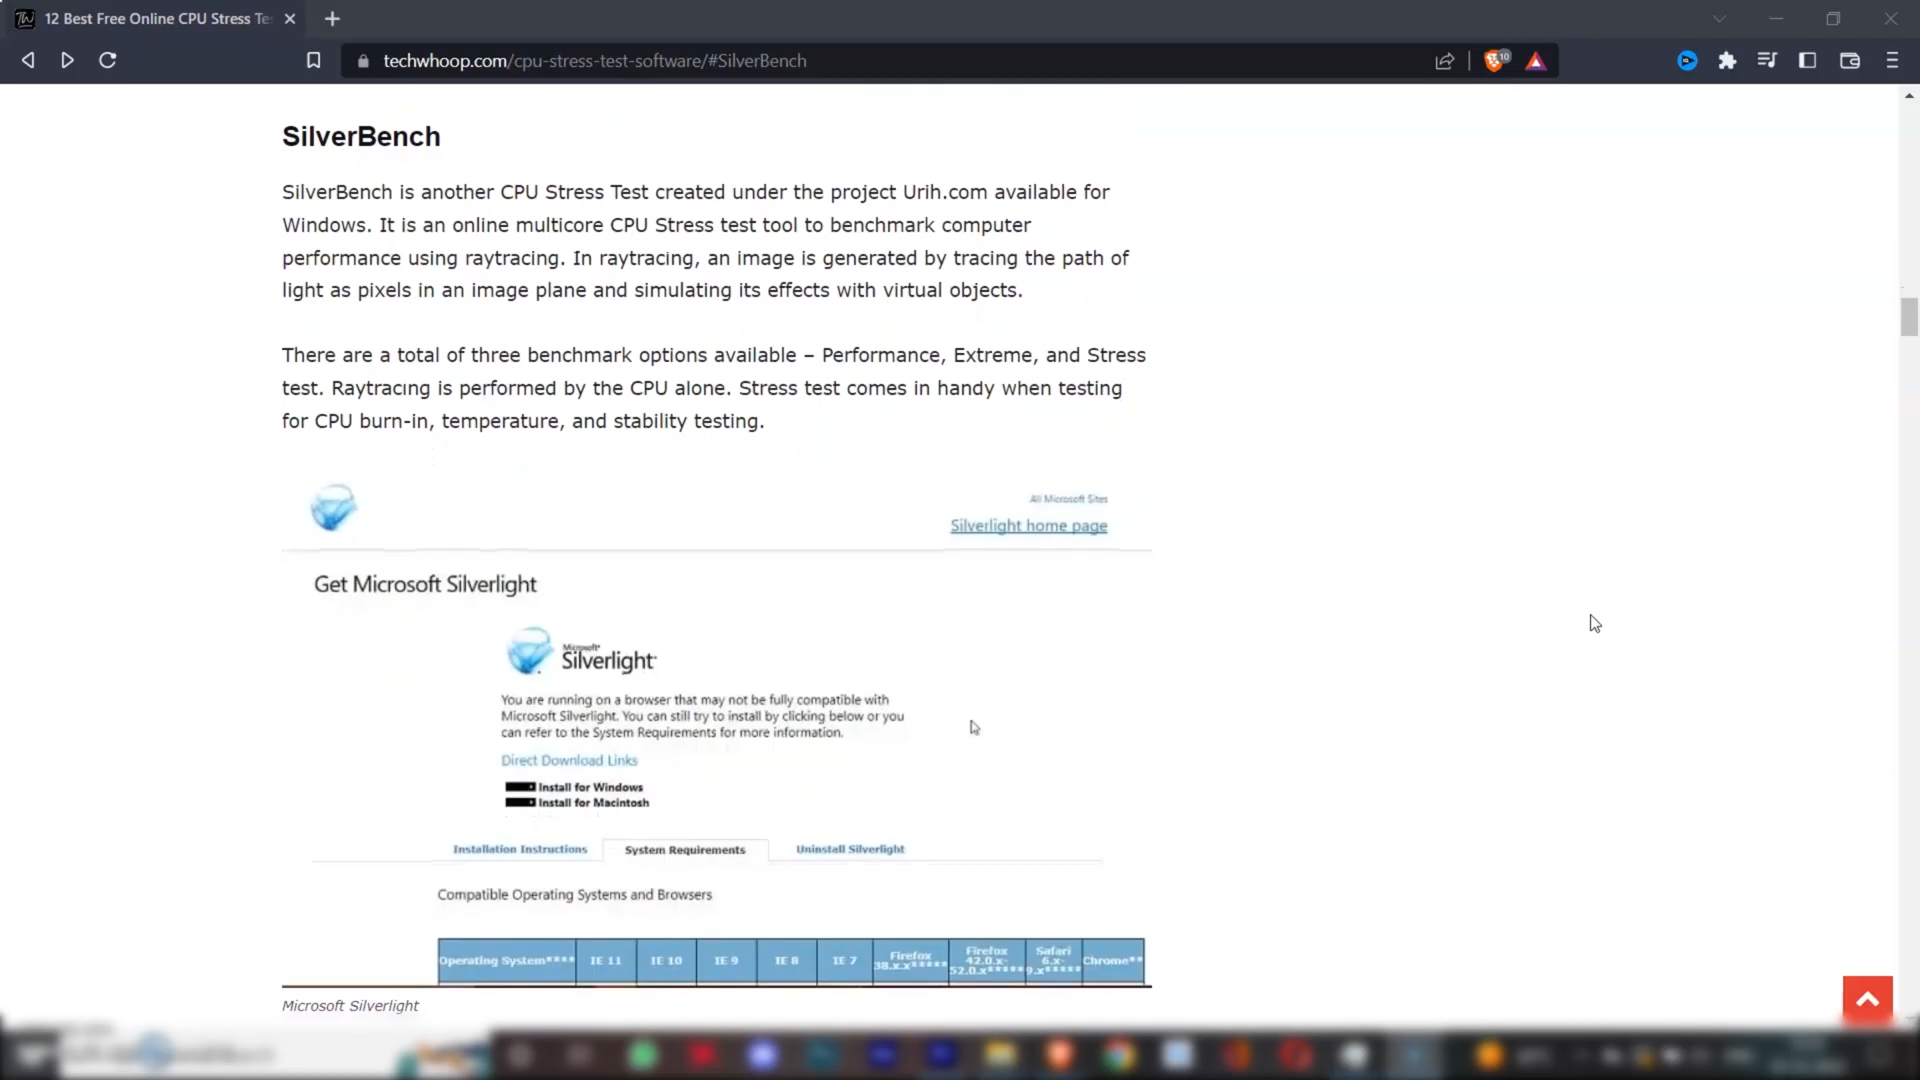 12 Best Free Online CPU Stress Te
techwhoop.com/cpu-stress-test-software/#SilverBench
10
SilverBench
SilverBench is another CPU Stress Test created under the project Urih.com available for
Windows. It is an online multicore CPU Stress test tool to benchmark computer
performance using raytracing. In raytracing, an image is generated by tracing the path of
light as pixels in an image plane and simulating its effects with virtual objects.
There are a total of three benchmark options available – Performance, Extreme, and Stress
test. Raytracing is performed by the CPU alone. Stress test comes in handy when testing
for CPU burn-in, temperature, and stability testing.
All Microsoft Sites
Silverlight home page
Get Microsoft Silverlight
Microsoft®
Silverlight™
You are running on a browser that may not be fully compatible with
Microsoft Silverlight. You can still try to install by clicking below or you
can refer to the System Requirements for more information.
Direct Download Links
Install for Windows
Install for Macintosh
Installation Instructions System Requirements Uninstall Silverlight
Compatible Operating Systems and Browsers
Operating System**** IE 11 IE 10 IE 9 IE 8 IE 7 Firefox 38.x.x***** Firefox 42.0.x-52.0.x***** Safari 6.x-9.x***** Chrome**
Microsoft Silverlight